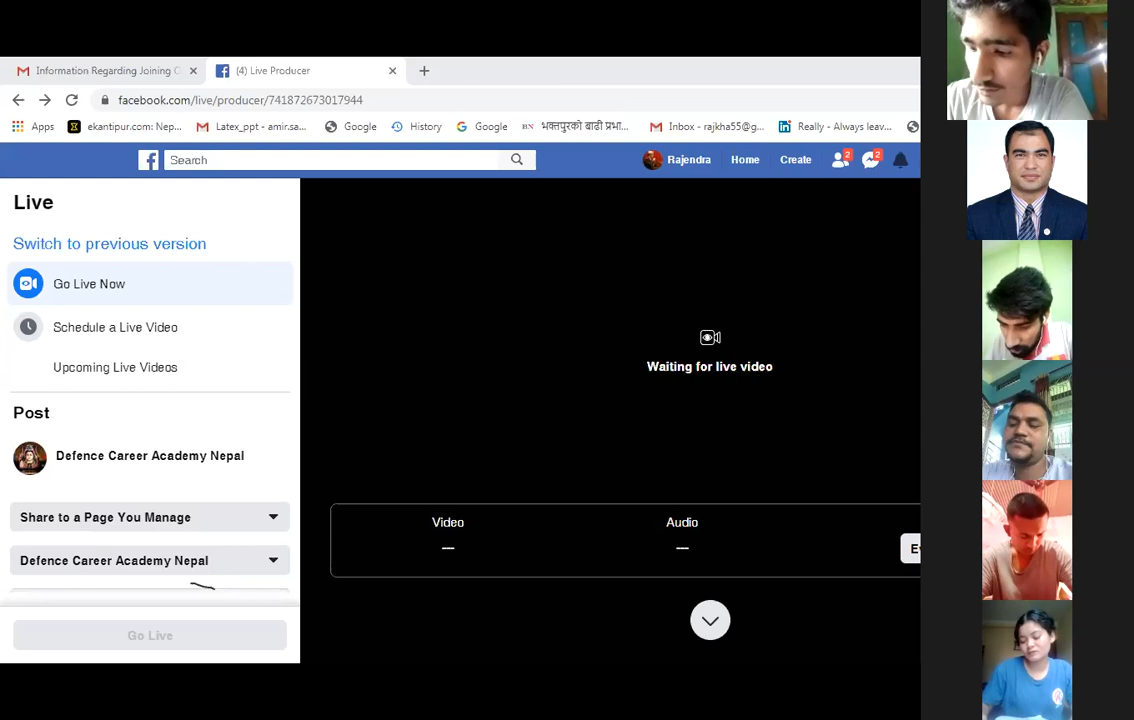 Information Regarding Joining C
(4) Live Producer
facebook.com/live/producer/741872673017944
Apps
ekantipur.com: Nep...
Latex_ppt - amir.sa...
Google
History
Google
BN
भक्तपुरको बाढी प्रभा...
Inbox - rajkha55@g...
Really - Always leav...
Search
Rajendra
Home
Create
2
2
Live
Switch to previous version
Go Live Now
Schedule a Live Video
Upcoming Live Videos
Post
Defence Career Academy Nepal
Share to a Page You Manage
Defence Career Academy Nepal
Go Live
Waiting for live video
Video
Audio
---
---